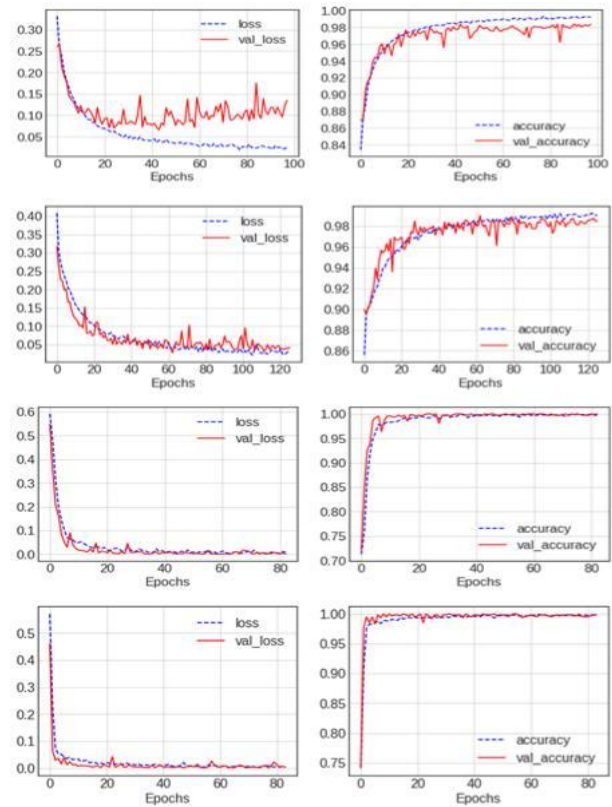 loss
val_loss
0.30
0.25
0.20
0.15
0.10
0.05
0 20 40 60 80 100
Epochs
1.00
0.98
0.96
0.94
0.92
0.90
0.88
0.86
0.84
accuracy
val_accuracy
0 20 40 60 80 100
Epochs
loss
val_loss
0.40
0.35
0.30
0.25
0.20
0.15
0.10
0.05
0 20 40 60 80 100 120
Epochs
0.98
0.96
0.94
0.92
0.90
0.88
0.86
accuracy
val_accuracy
0 20 40 60 80 100 120
Epochs
loss
val_loss
0.6
0.5
0.4
0.3
0.2
0.1
0.0
0 20 40 60 80
Epochs
1.00
0.95
0.90
0.85
0.80
0.75
0.70
accuracy
val_accuracy
0 20 40 60 80
Epochs
loss
val_loss
0.5
0.4
0.3
0.2
0.1
0.0
0 20 40 60 80
Epochs
1.00
0.95
0.90
0.85
0.80
0.75
accuracy
val_accuracy
0 20 40 60 80
Epochs